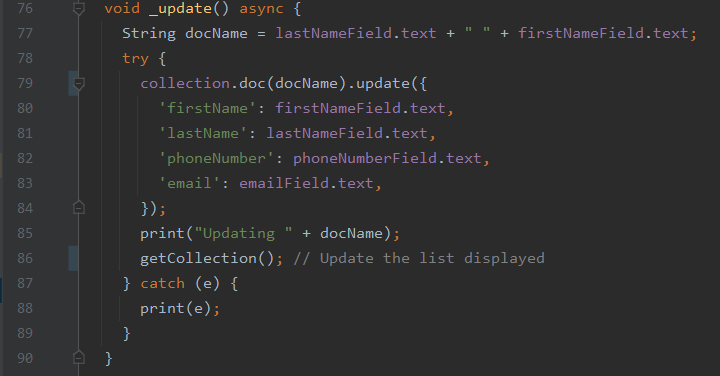 76 void _update() async {
77 String docName = lastNameField.text + " " + firstNameField.text;
78 try {
79 collection.doc(docName).update({
80 'firstName': firstNameField.text,
81 'lastName': lastNameField.text,
82 'phoneNumber': phoneNumberField.text,
83 'email': emailField.text,
84 });
85 print("Updating " + docName);
86 getCollection(); // Update the list displayed
87 } catch (e) {
88 print(e);
89 }
90 }